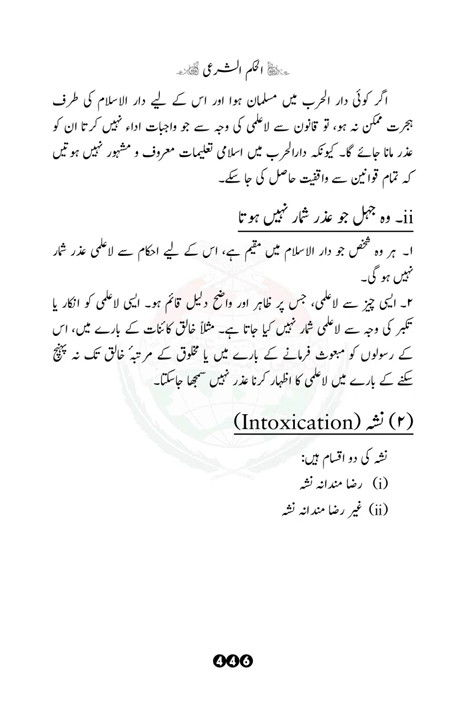 الحکم الشرعی
اگر کوئی دار الحرب میں مسلمان ہوا اور اس کے لیے دار الاسلام کی طرف
ہجرت ممکن نہ ہو، تو قانون سے لاعلمی کی وجہ سے جو واجبات اداء نہیں کرتا ان کو
عذر مانا جائے گا۔ کیونکہ دارالحرب میں اسلامی تعلیمات معروف و مشہور نہیں ہوتیں
کہ تمام قوانین سے واقفیت حاصل کی جا سکے۔
ii۔ وہ جہل جو عذر شمار نہیں ہوتا
۱۔ ہر وہ شخص جو دار الاسلام میں مقیم ہے، اس کے لیے احکام سے لاعلمی عذر شمار
نہیں ہو گی۔
۲۔ ایسی چیز سے لاعلمی، جس پر ظاہر اور واضح دلیل قائم ہو۔ ایسی لاعلمی کو انکار یا
تکبر کی وجہ سے لاعلمی شمار نہیں کیا جاتا ہے۔ مثلاً خالق کائنات کے بارے میں، اس
کے رسولوں کو مبعوث فرمانے کے بارے میں یا مخلوق کے مرتبۂ خالق تک نہ پہنچ
سکنے کے بارے میں لاعلمی کا اظہار کرنا عذر نہیں سمجھا جاسکتا۔
(۲) نشہ (Intoxication)
نشہ کی دو اقسام ہیں:
(i) رضا مندانہ نشہ
(ii) غیر رضا مندانہ نشہ
446